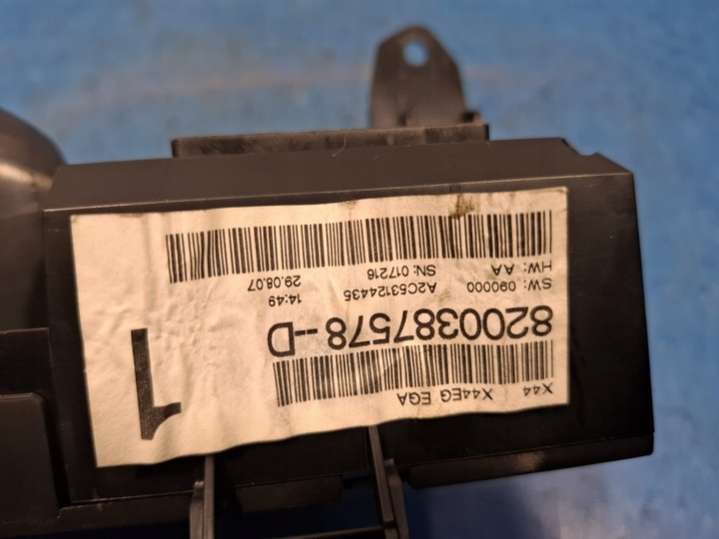 X44
X44EG EGA
8200387578--D
SW: 090000
A2C53124435
14:49
HW: AA
SN: 017216
29.08.07
1